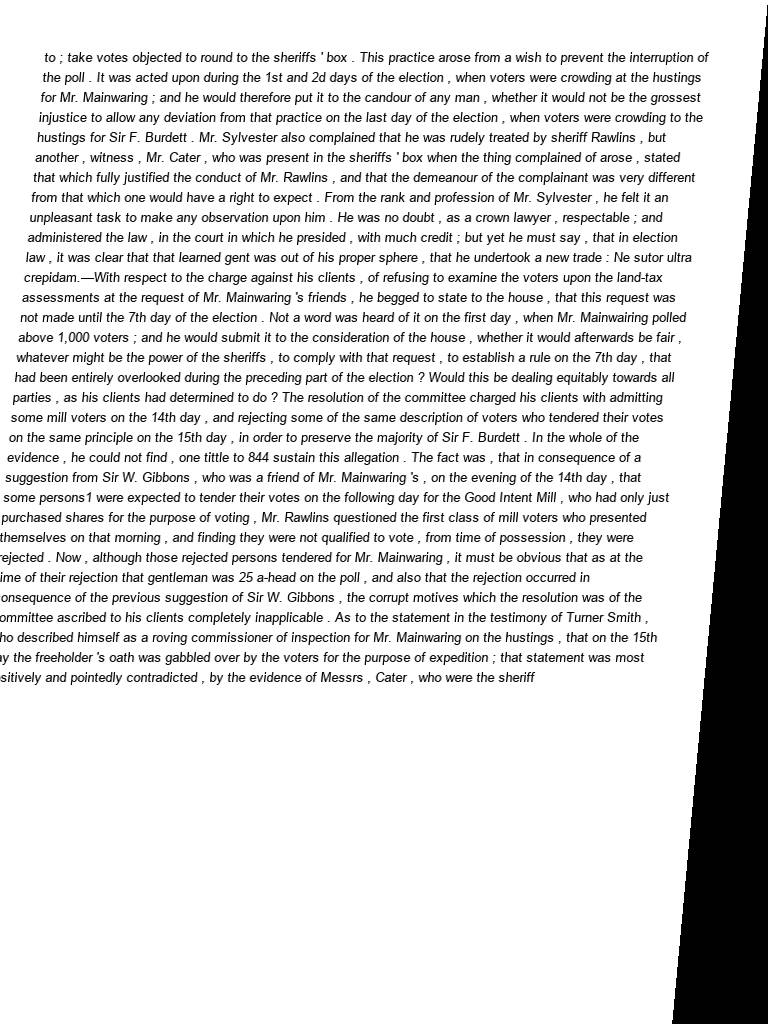 to ; take votes objected to round to the sheriffs ' box . This practice arose from a wish to prevent the interruption of
the poll . It was acted upon during the 1st and 2d days of the election , when voters were crowding at the hustings
for Mr. Mainwaring ; and he would therefore put it to the candour of any man , whether it would not be the grossest
injustice to allow any deviation from that practice on the last day of the election , when voters were crowding to the
hustings for Sir F. Burdett . Mr. Sylvester also complained that he was rudely treated by sheriff Rawlins , but
another , witness , Mr. Cater , who was present in the sheriffs ' box when the thing complained of arose , stated
that which fully justified the conduct of Mr. Rawlins , and that the demeanour of the complainant was very different
from that which one would have a right to expect . From the rank and profession of Mr. Sylvester , he felt it an
unpleasant task to make any observation upon him . He was no doubt , as a crown lawyer , respectable ; and
administered the law , in the court in which he presided , with much credit ; but yet he must say , that in election
law , it was clear that that learned gent was out of his proper sphere , that he undertook a new trade : Ne sutor ultra
crepidam.—With respect to the charge against his clients , of refusing to examine the voters upon the land-tax
assessments at the request of Mr. Mainwaring 's friends , he begged to state to the house , that this request was
not made until the 7th day of the election . Not a word was heard of it on the first day , when Mr. Mainwairing polled
above 1,000 voters ; and he would submit it to the consideration of the house , whether it would afterwards be fair ,
whatever might be the power of the sheriffs , to comply with that request , to establish a rule on the 7th day , that
had been entirely overlooked during the preceding part of the election ? Would this be dealing equitably towards all
parties , as his clients had determined to do ? The resolution of the committee charged his clients with admitting
some mill voters on the 14th day , and rejecting some of the same description of voters who tendered their votes
on the same principle on the 15th day , in order to preserve the majority of Sir F. Burdett . In the whole of the
evidence , he could not find , one tittle to 844 sustain this allegation . The fact was , that in consequence of a
suggestion from Sir W. Gibbons , who was a friend of Mr. Mainwaring 's , on the evening of the 14th day , that
some persons1 were expected to tender their votes on the following day for the Good Intent Mill , who had only just
purchased shares for the purpose of voting , Mr. Rawlins questioned the first class of mill voters who presented
themselves on that morning , and finding they were not qualified to vote , from time of possession , they were
rejected . Now , although those rejected persons tendered for Mr. Mainwaring , it must be obvious that as at the
ime of their rejection that gentleman was 25 a-head on the poll , and also that the rejection occurred in
onsequence of the previous suggestion of Sir W. Gibbons , the corrupt motives which the resolution was of the
ommittee ascribed to his clients completely inapplicable . As to the statement in the testimony of Turner Smith ,
ho described himself as a roving commissioner of inspection for Mr. Mainwaring on the hustings , that on the 15th
ay the freeholder 's oath was gabbled over by the voters for the purpose of expedition ; that statement was most
sitively and pointedly contradicted , by the evidence of Messrs , Cater , who were the sheriff